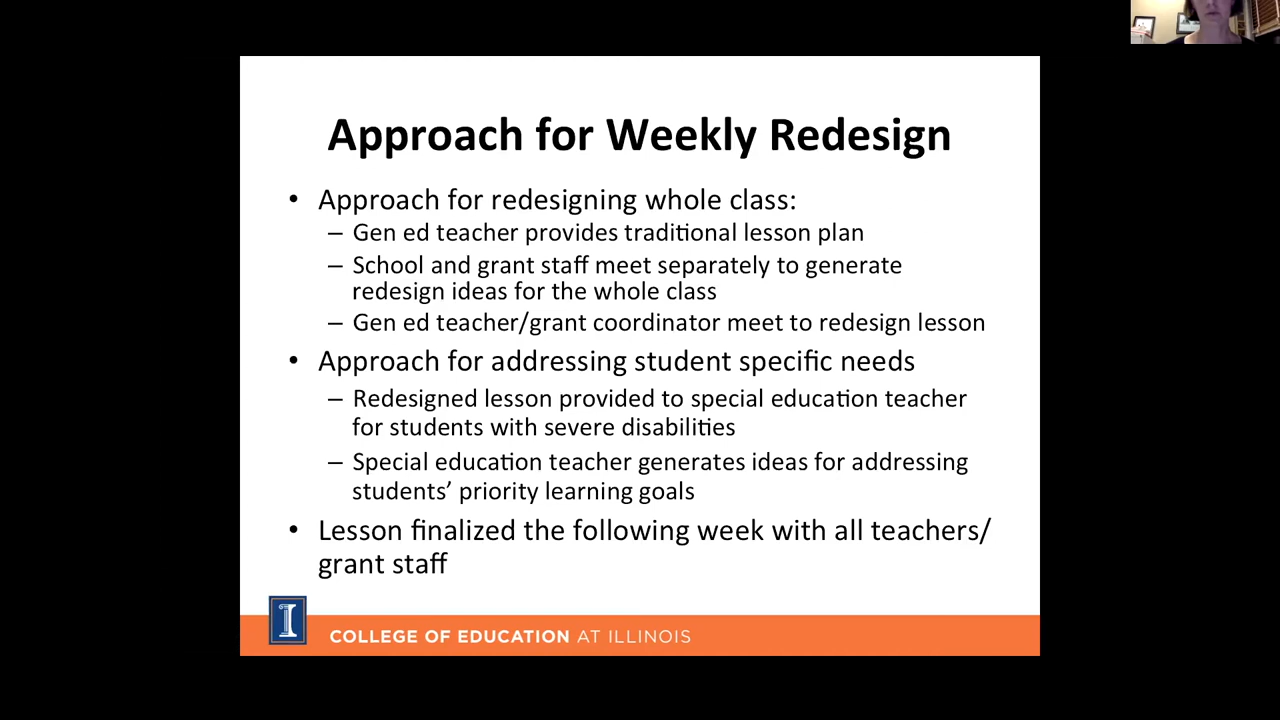 Approach for Weekly Redesign
• Approach for redesigning whole class:
– Gen ed teacher provides traditional lesson plan
– School and grant staff meet separately to generate
redesign ideas for the whole class
– Gen ed teacher/grant coordinator meet to redesign lesson
• Approach for addressing student specific needs
– Redesigned lesson provided to special education teacher
for students with severe disabilities
– Special education teacher generates ideas for addressing
students’ priority learning goals
• Lesson finalized the following week with all teachers/
grant staff
I
COLLEGE OF EDUCATION AT ILLINOIS